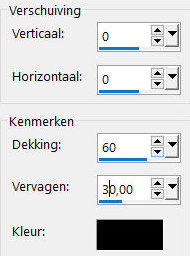 Verschuiving
Verticaal: 0
Horizontaal: 0
Kenmerken
Dekking: 60
Vervagen: 30,00
Kleur: